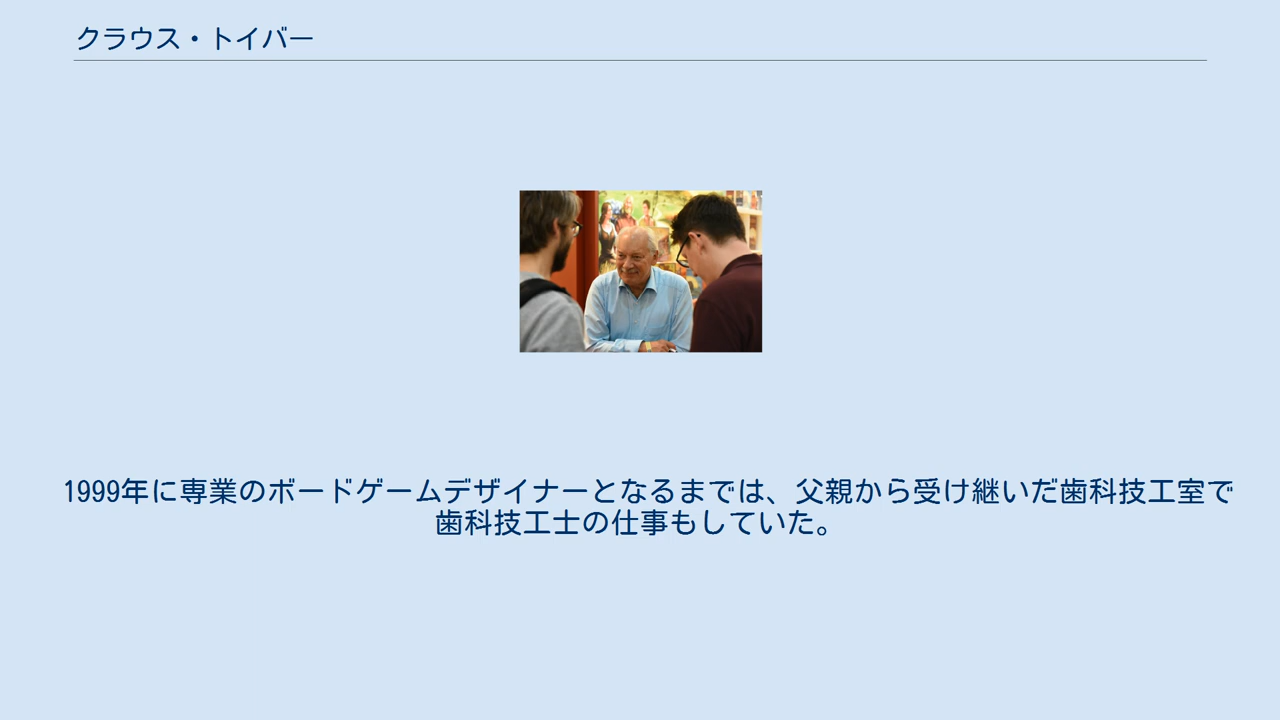 クラウス・トイバー
1999年に専業のボードゲームデザイナーとなるまでは、父親から受け継いだ歯科技工室で
歯科技工士の仕事もしていた。